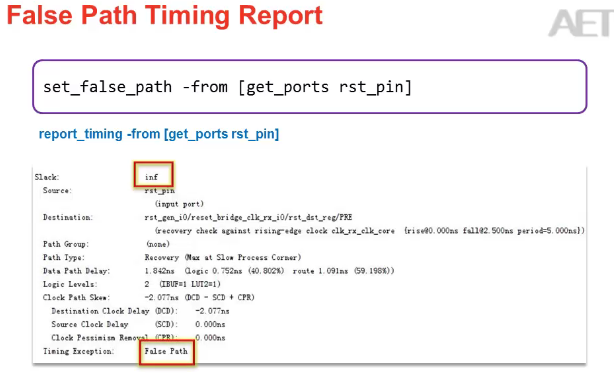 False Path Timing Report
AET
set_false_path -from [get_ports rst_pin]
report_timing -from [get_ports rst_pin]
Slack: inf
Source: rst_pin
(input port)
Destination: rst_gen_i0/reset_bridge_clk_rx_i0/rst_dst_reg/PRE
(recovery check against rising-edge clock clk_rx_clk_core {rise@0.000ns fall@2.500ns period=5.000ns})
Path Group: (none)
Path Type: Recovery (Max at Slow Process Corner)
Data Path Delay: 1.842ns (logic 0.752ns (40.802%) route 1.091ns (59.198%))
Logic Levels: 2 (IBUF=1 LUT2=1)
Clock Path Skew: -2.077ns (DCD - SCD + CPR)
Destination Clock Delay (DCD): -2.077ns
Source Clock Delay (SCD): 0.000ns
Clock Pessimism Removal (CPR): 0.000ns
Timing Exception: False Path